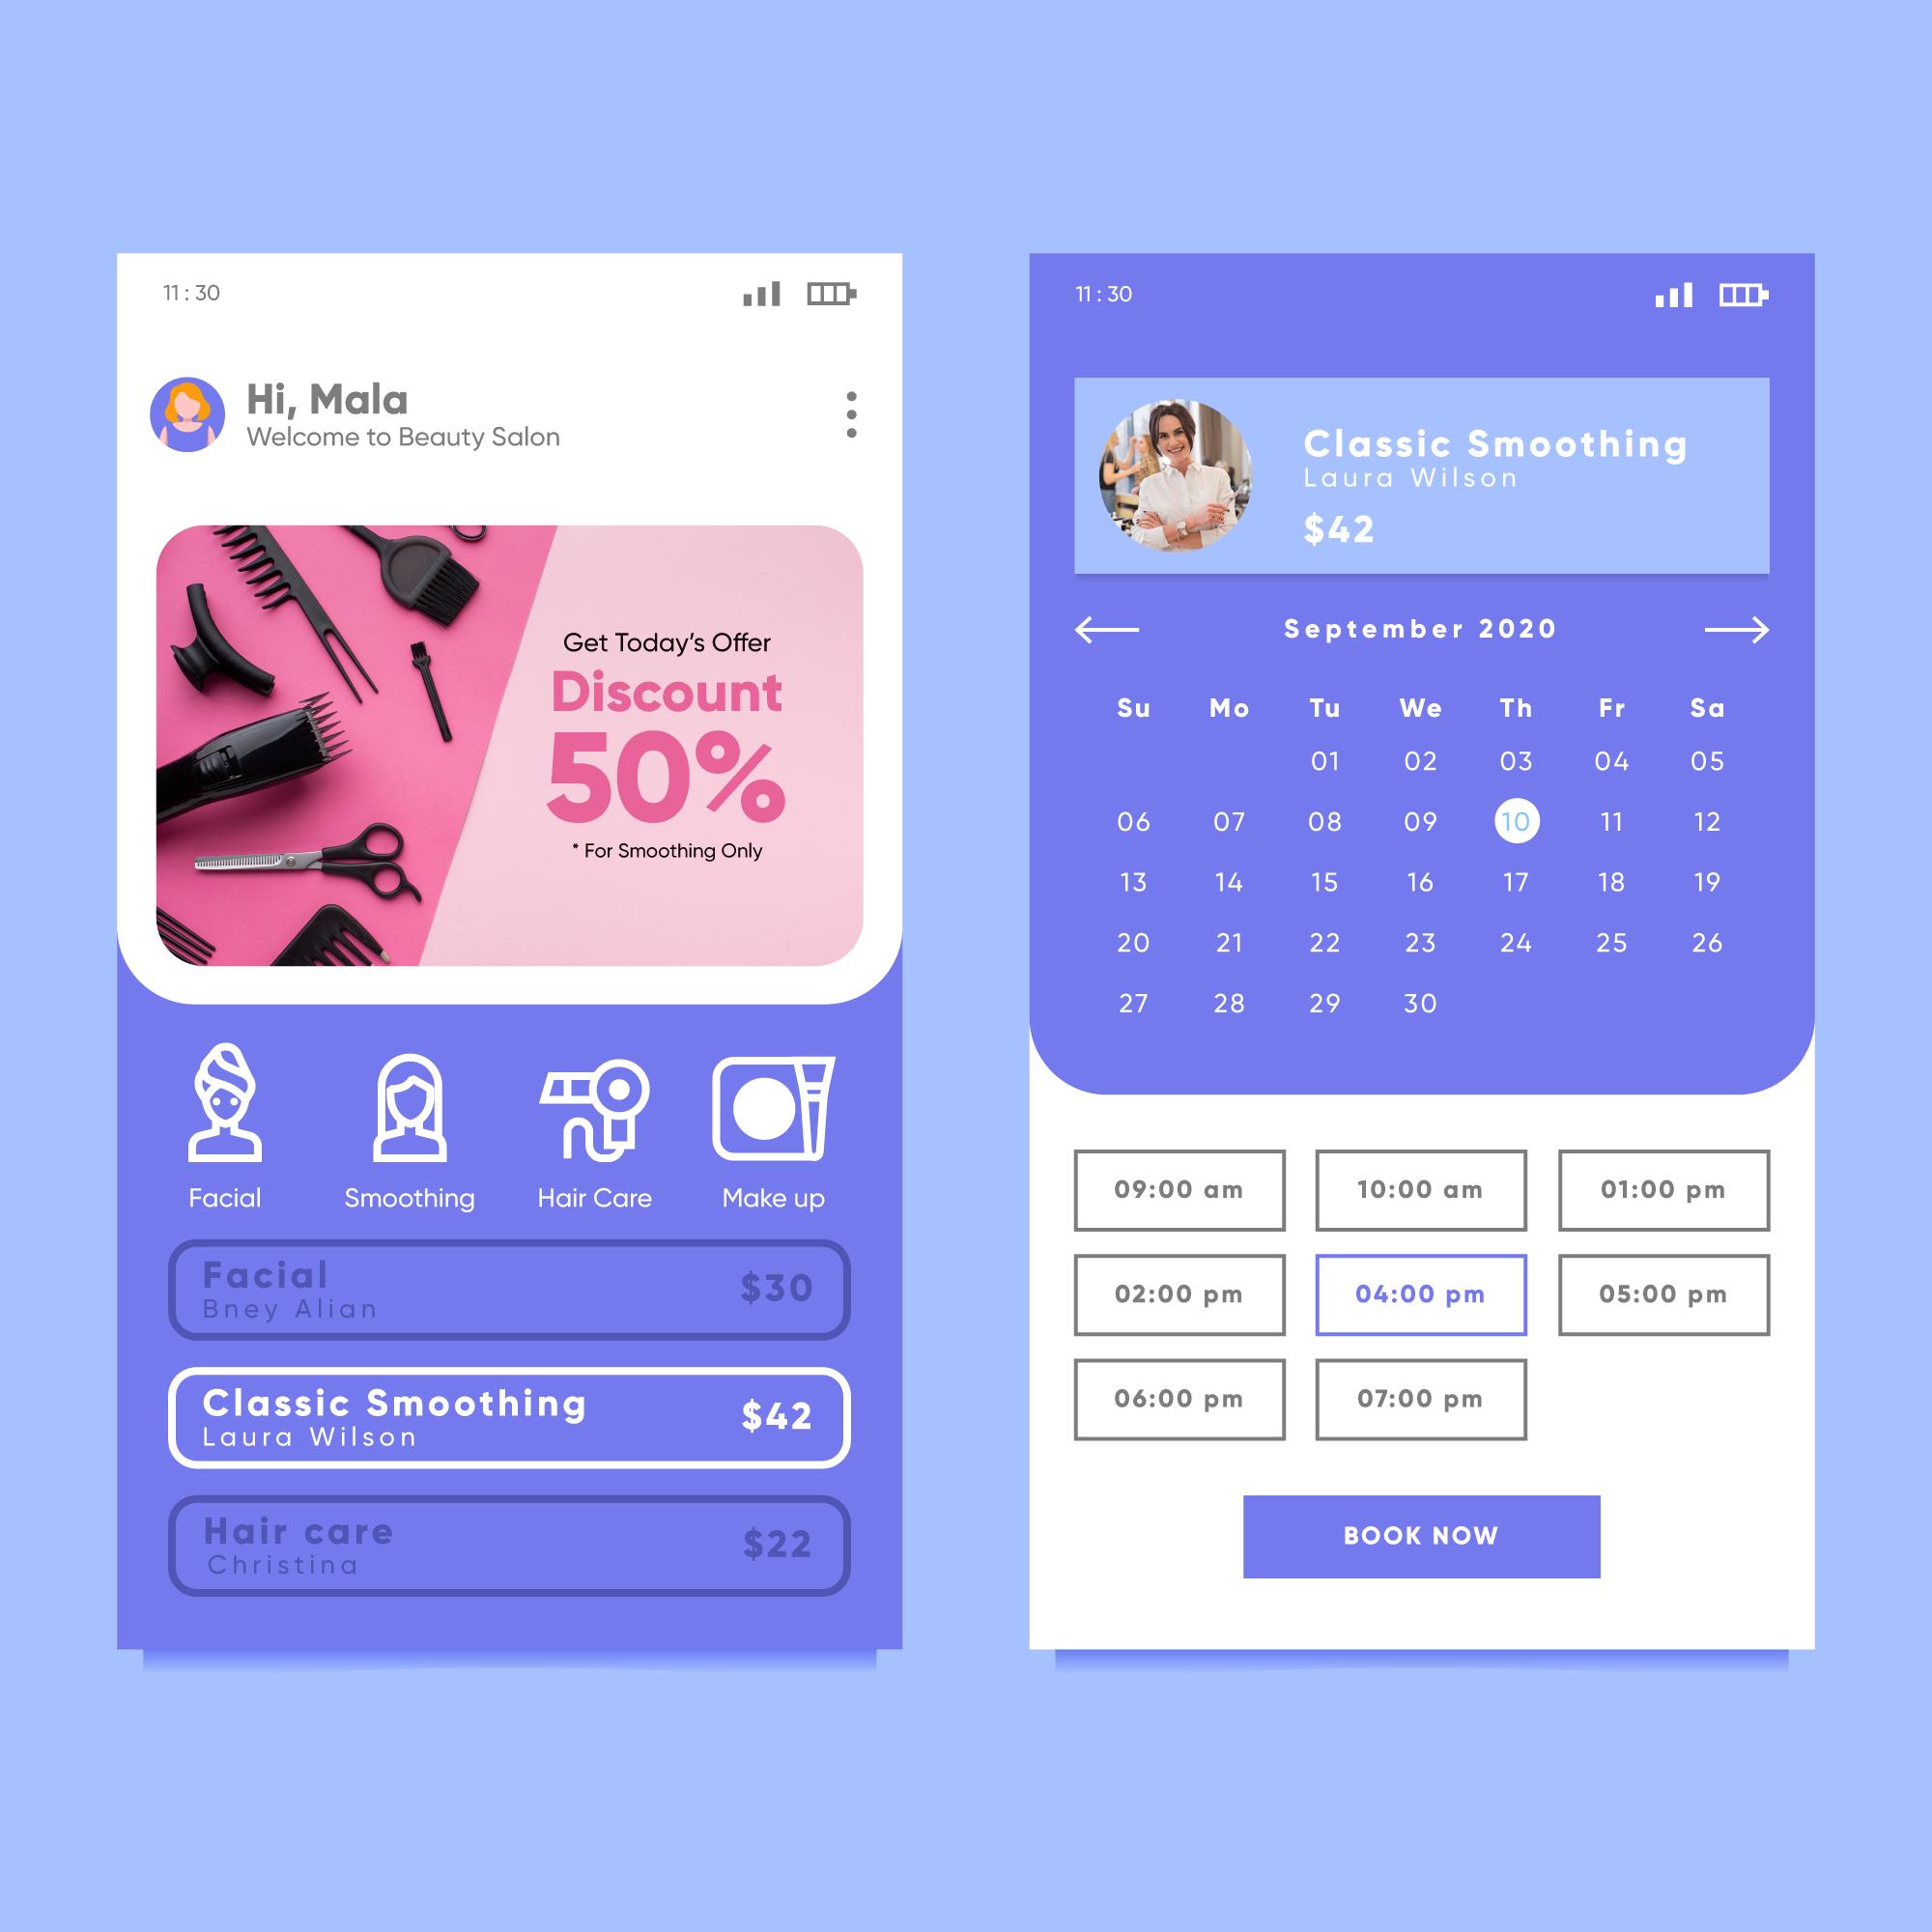 11 : 30
Hi, Mala
Welcome to Beauty Salon
Get Today's Offer
Discount
50%
* For Smoothing Only
Facial Smoothing Hair Care Make up
Facial
Bney Alian
$30
Classic Smoothing
Laura Wilson
$42
Hair care
Christina
$22
11 : 30
Classic Smoothing
Laura Wilson
$42
September 2020
Su Mo Tu We Th Fr Sa
01 02 03 04 05
06 07 08 09 10 11 12
13 14 15 16 17 18 19
20 21 22 23 24 25 26
27 28 29 30
09:00 am 10:00 am 01:00 pm
02:00 pm 04:00 pm 05:00 pm
06:00 pm 07:00 pm
BOOK NOW